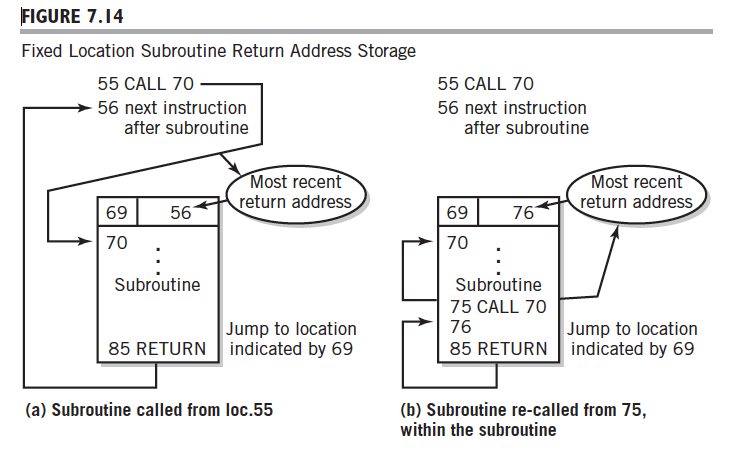 FIGURE 7.14
Fixed Location Subroutine Return Address Storage
55 CALL 70
56 next instruction
after subroutine
Most recent
return address
69 56
70
Subroutine
85 RETURN
Jump to location
indicated by 69
(a) Subroutine called from loc.55
55 CALL 70
56 next instruction
after subroutine
Most recent
return address
69 76
70
Subroutine
75 CALL 70
76
85 RETURN
Jump to location
indicated by 69
(b) Subroutine re-called from 75,
within the subroutine